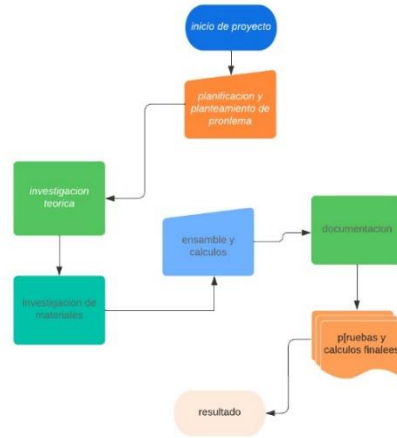 inicio de proyecto
planificacion y
planteamiento de
pronlema
investigacion
teorica
investigacion de
materiales
ensamble y
calculos
documentacion
p[ruebas y
calculos finalees
resultado